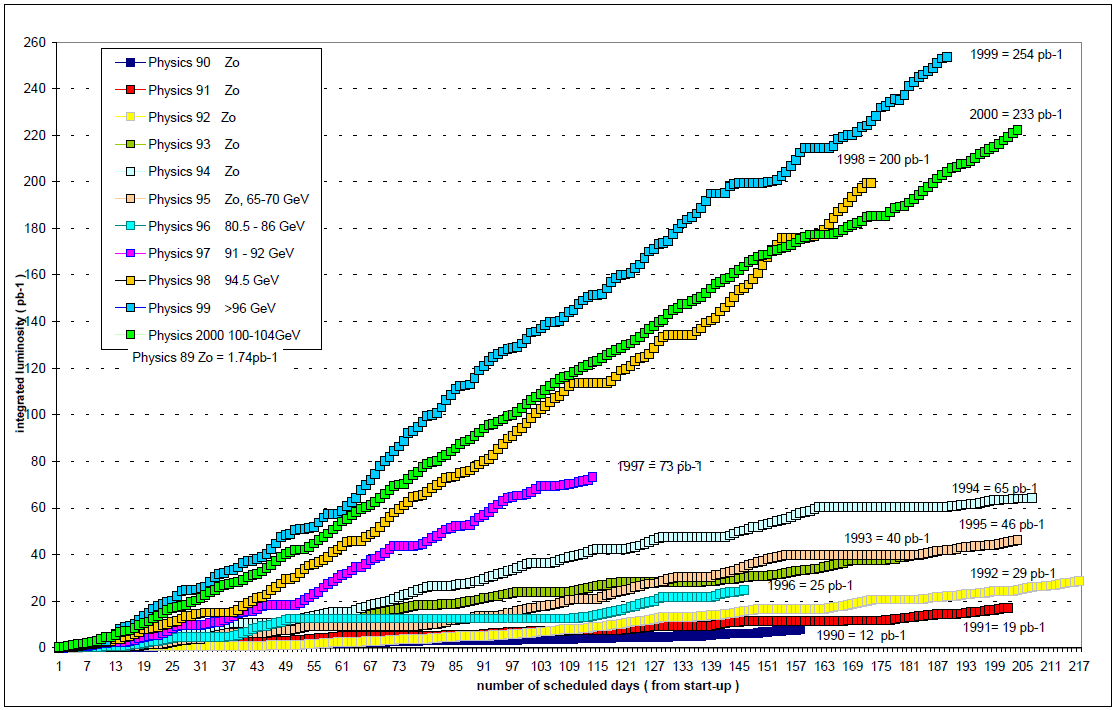 260
240
220
200
180
160
140
120
100
80
60
40
20
0
integrated luminosity ( pb-1 )
Physics 90 Zo
Physics 91 Zo
Physics 92 Zo
Physics 93 Zo
Physics 94 Zo
Physics 95 Zo, 65-70 GeV
Physics 96 80.5 - 86 GeV
Physics 97 91 - 92 GeV
Physics 98 94.5 GeV
Physics 99 >96 GeV
Physics 2000 100-104GeV
Physics 89 Zo = 1.74pb-1
1999 = 254 pb-1
2000 = 233 pb-1
1998 = 200 pb-1
1997 = 73 pb-1
1994 = 65 pb-1
1995 = 46 pb-1
1993 = 40 pb-1
1992 = 29 pb-1
1996 = 25 pb-1
1991= 19 pb-1
1990 = 12 pb-1
1 7 13 19 25 31 37 43 49 55 61 67 73 79 85 91 97 103 109 115 121 127 133 139 145 151 157 163 169 175 181 187 193 199 205 211 217
number of scheduled days ( from start-up )